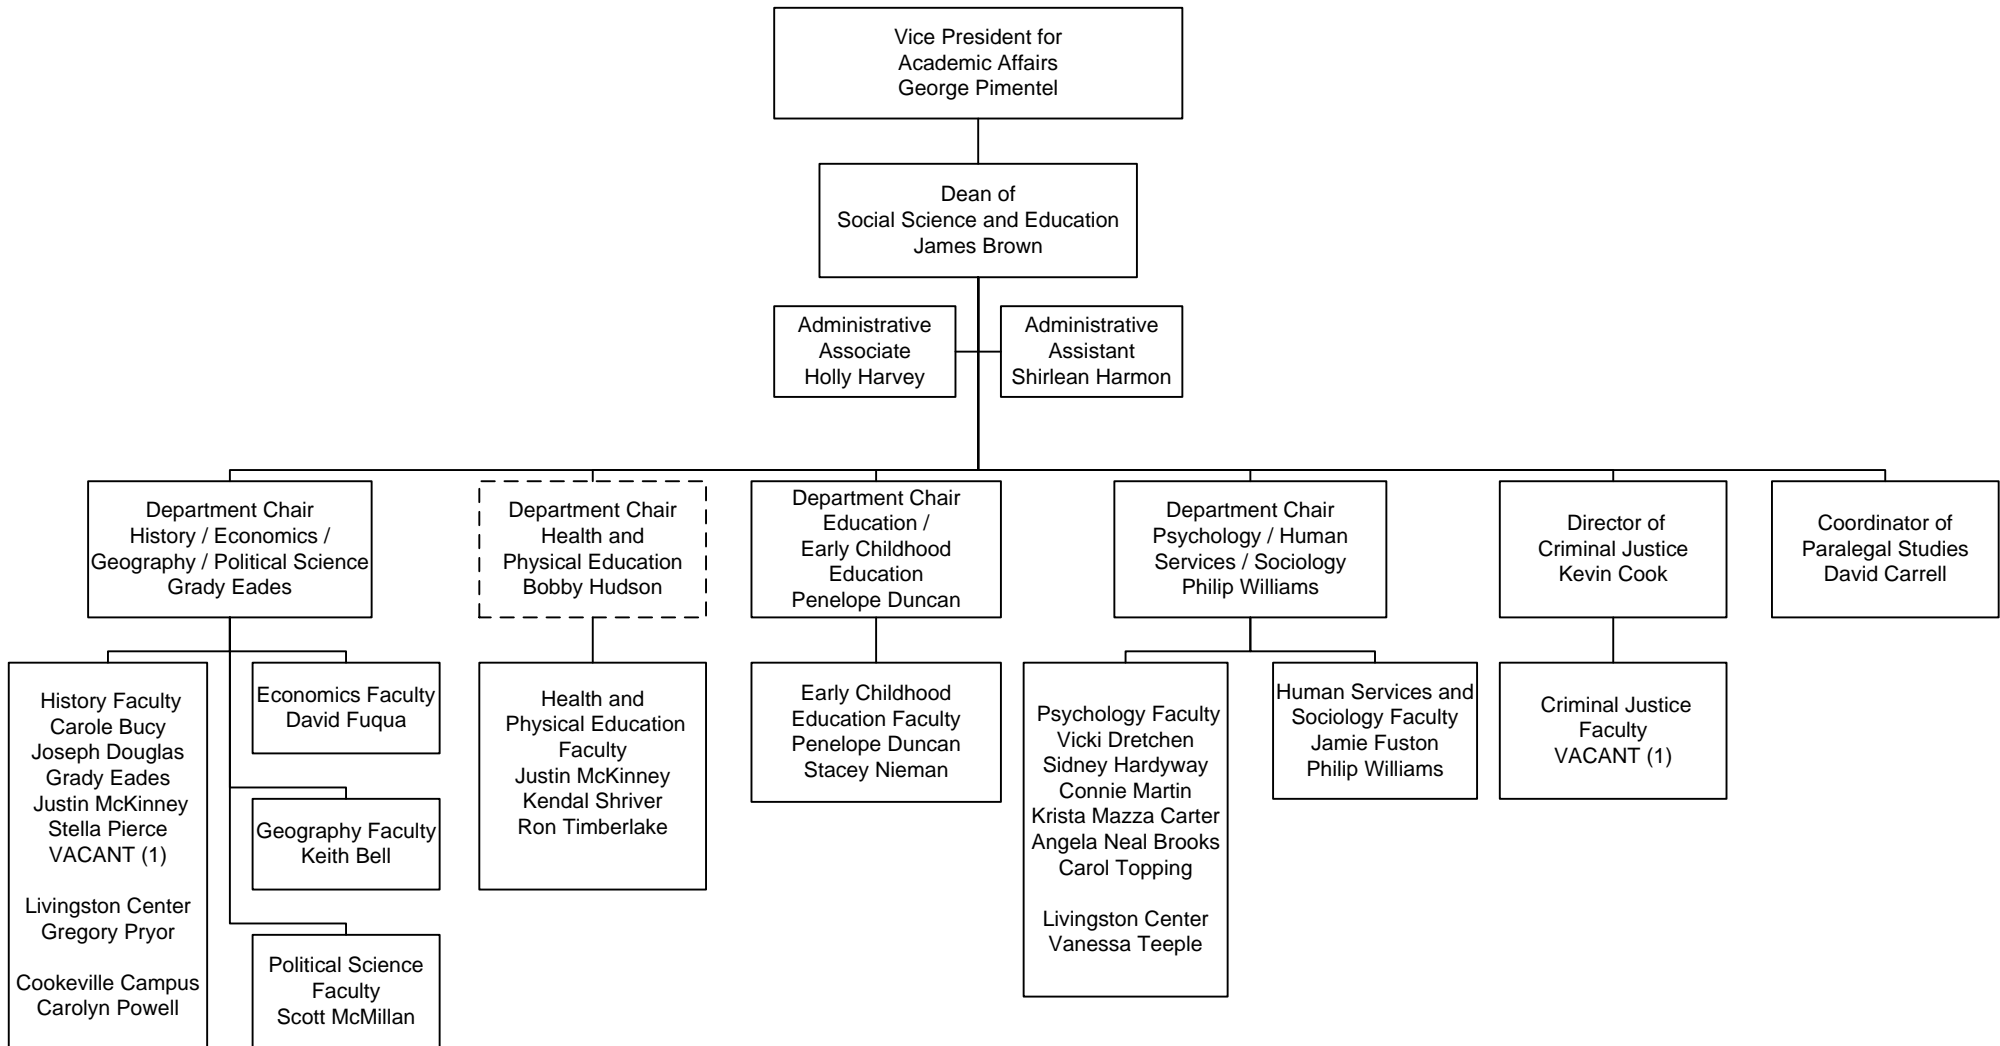 Vice President for
Academic Affairs
George Pimentel
Dean of
Social Science and Education
James Brown
Administrative
Associate
Holly Harvey
Administrative
Assistant
Shirlean Harmon
Department Chair
History / Economics /
Geography / Political Science
Grady Eades
Department Chair
Health and
Physical Education
Bobby Hudson
Department Chair
Education /
Early Childhood
Education
Penelope Duncan
Department Chair
Psychology / Human
Services / Sociology
Philip Williams
Director of
Criminal Justice
Kevin Cook
Coordinator of
Paralegal Studies
David Carrell
History Faculty
Carole Bucy
Joseph Douglas
Grady Eades
Justin McKinney
Stella Pierce
VACANT (1)
Livingston Center
Gregory Pryor
Cookeville Campus
Carolyn Powell
Economics Faculty
David Fuqua
Geography Faculty
Keith Bell
Political Science
Faculty
Scott McMillan
Health and
Physical Education
Faculty
Justin McKinney
Kendal Shriver
Ron Timberlake
Early Childhood
Education Faculty
Penelope Duncan
Stacey Nieman
Psychology Faculty
Vicki Dretchen
Sidney Hardyway
Connie Martin
Krista Mazza Carter
Angela Neal Brooks
Carol Topping
Livingston Center
Vanessa Teeple
Human Services and
Sociology Faculty
Jamie Fuston
Philip Williams
Criminal Justice
Faculty
VACANT (1)